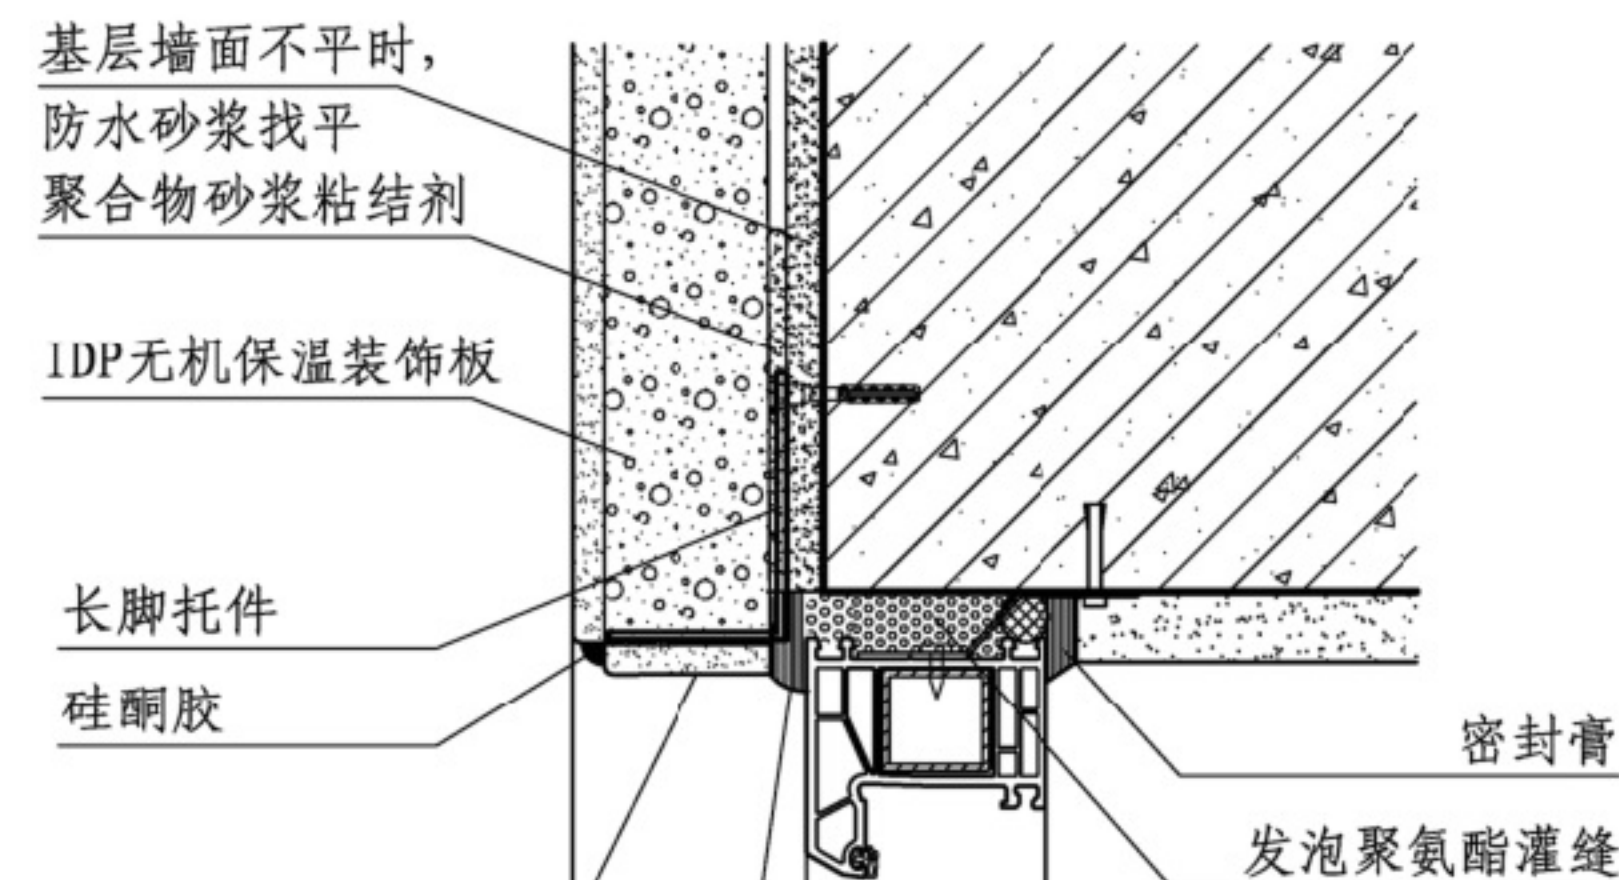 基层墙面不平时,
防水砂浆找平
聚合物砂浆粘结剂
IDP无机保温装饰板
长脚托件
硅酮胶
密封膏
发泡聚氨酯灌缝